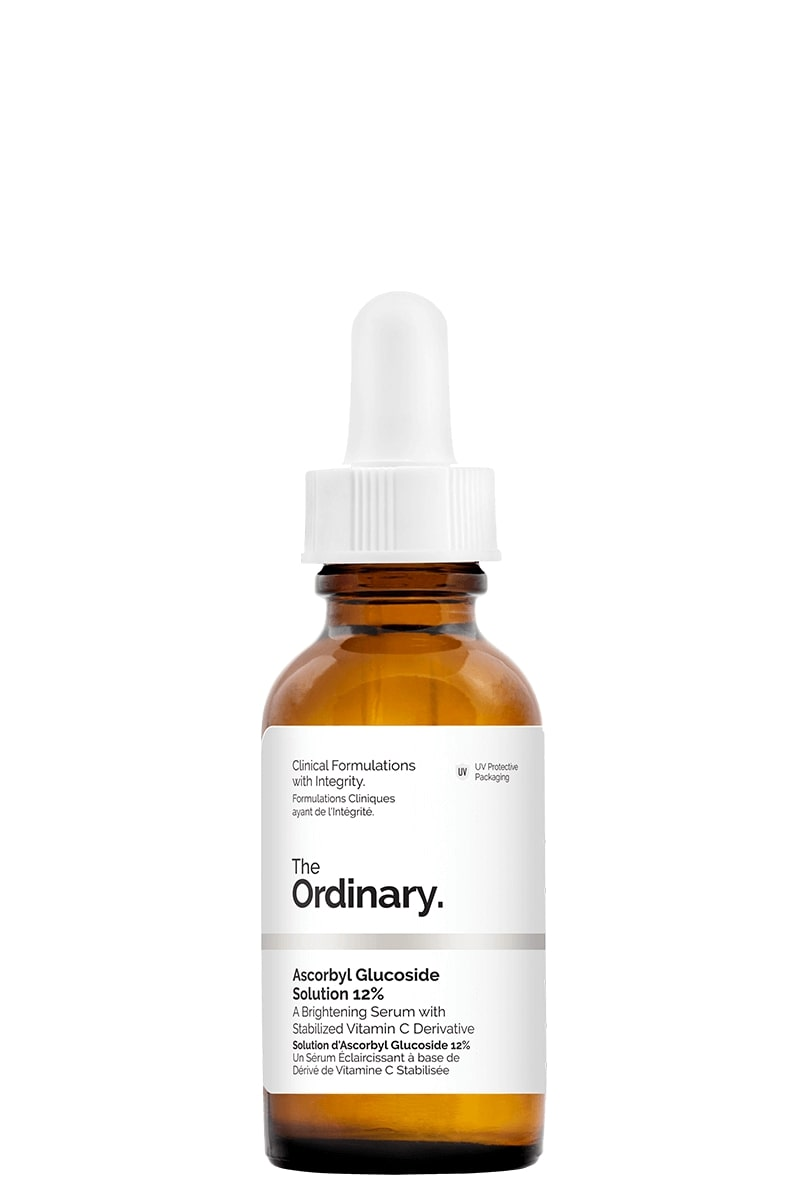 Clinical Formulations
with Integrity.
Formulations Cliniques
ayant de l'Intégrité.
UV
UV Protective
Packaging
The
Ordinary.
Ascorbyl Glucoside
Solution 12%
A Brightening Serum with
Stabilized Vitamin C Derivative
Solution d'Ascorbyl Glucoside 12%
Un Sérum Éclaircissant à base de
Dérivé de Vitamine C Stabilisée